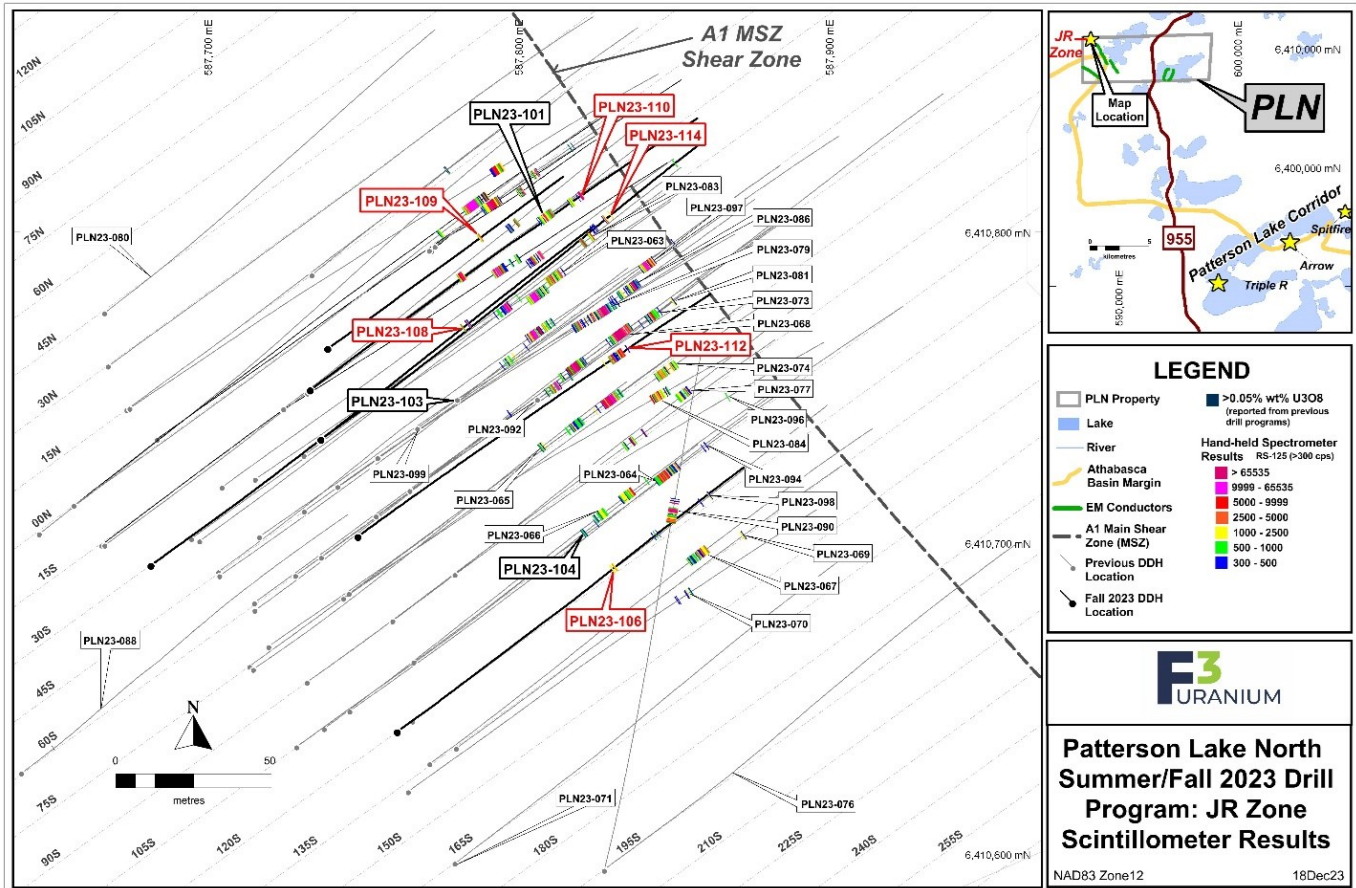 587,700 mE
587,800 mE
587,900 mE
A1 MSZ
Shear Zone
120N
105N
90N
75N
60N
45N
30N
15N
00N
15S
30S
45S
60S
75S
90S
105S
120S
135S
150S
165S
180S
195S
210S
225S
240S
255S
PLN23-101
PLN23-110
PLN23-114
PLN23-109
PLN23-083
PLN23-097
PLN23-086
PLN23-080
PLN23-063
6,410,800 mN
PLN23-079
PLN23-081
PLN23-073
PLN23-068
PLN23-108
PLN23-112
PLN23-074
PLN23-077
PLN23-103
PLN23-092
PLN23-096
PLN23-084
PLN23-099
PLN23-064
PLN23-094
PLN23-065
PLN23-098
PLN23-090
PLN23-066
PLN23-069
6,410,700 mN
PLN23-104
PLN23-067
PLN23-106
PLN23-070
PLN23-088
N
0 50
metres
PLN23-071
PLN23-076
6,410,600 mN
JR
Zone
Map
Location
PLN
600,000 mE
6,410,000 mN
6,400,000 mN
955
0 5
kilometres
590,000 mE
Patterson Lake Corridor
Spitfire
Arrow
Triple R
LEGEND
PLN Property
Lake
River
Athabasca
Basin Margin
EM Conductors
A1 Main Shear
Zone (MSZ)
Previous DDH
Location
Fall 2023 DDH
Location
>0.05% wt% U3O8
(reported from previous
drill programs)
Hand-held Spectrometer
Results RS-125 (>300 cps)
> 65535
9999 - 65535
5000 - 9999
2500 - 5000
1000 - 2500
500 - 1000
300 - 500
F3
URANIUM
Patterson Lake North
Summer/Fall 2023 Drill
Program: JR Zone
Scintillometer Results
NAD83 Zone12 18Dec23